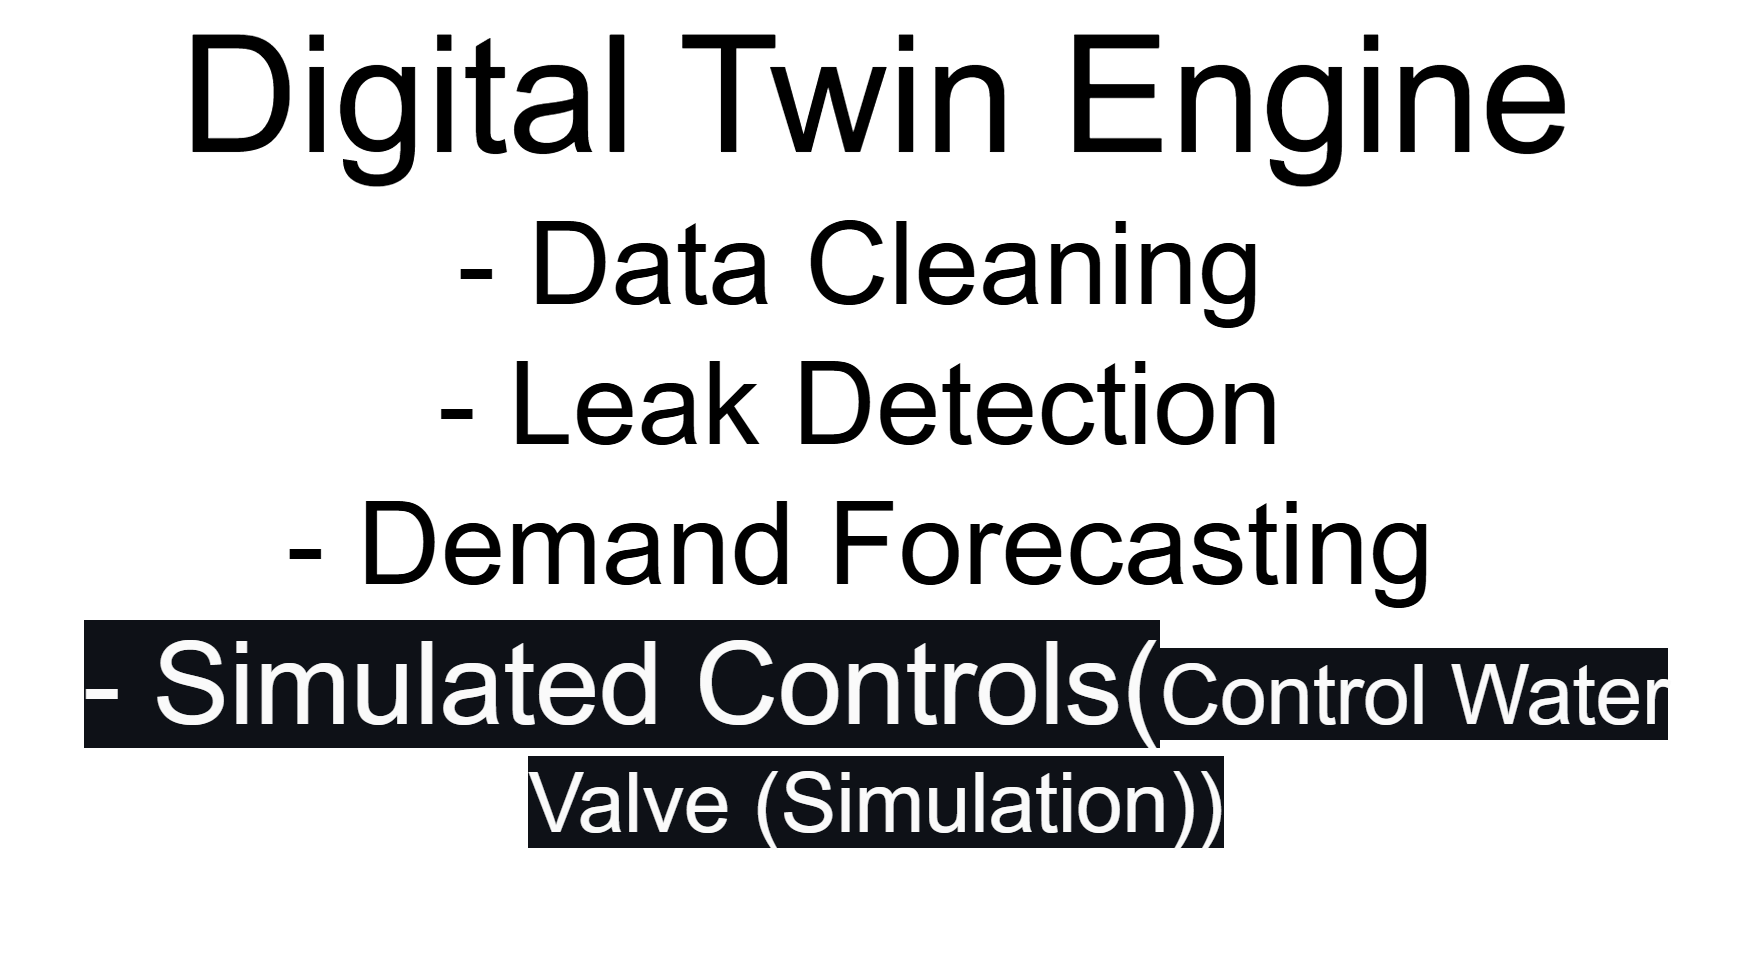 Digital Twin Engine
- Data Cleaning
- Leak Detection
- Demand Forecasting
- Simulated Controls(Control Water
Valve (Simulation))